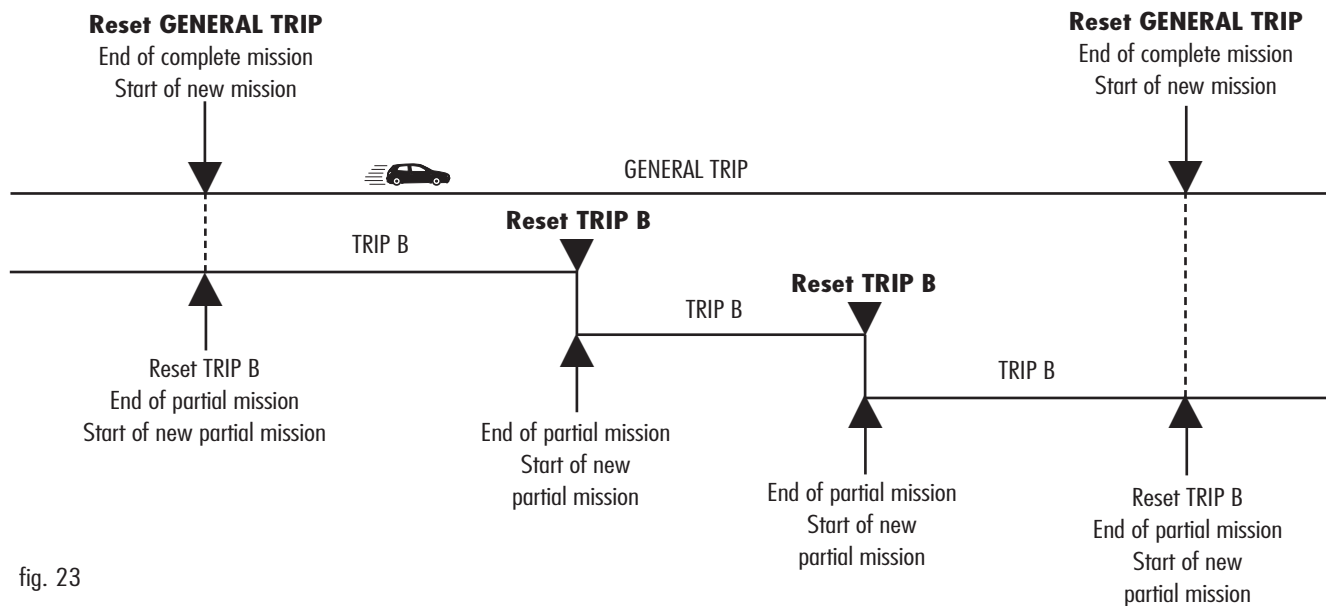 Reset GENERAL TRIP
End of complete mission
Start of new mission
Reset GENERAL TRIP
End of complete mission
Start of new mission
GENERAL TRIP
Reset TRIP B
TRIP B
Reset TRIP B
TRIP B
TRIP B
Reset TRIP B
End of partial mission
Start of new partial mission
End of partial mission
Start of new
partial mission
End of partial mission
Start of new
partial mission
Reset TRIP B
End of partial mission
Start of new
partial mission
fig. 23